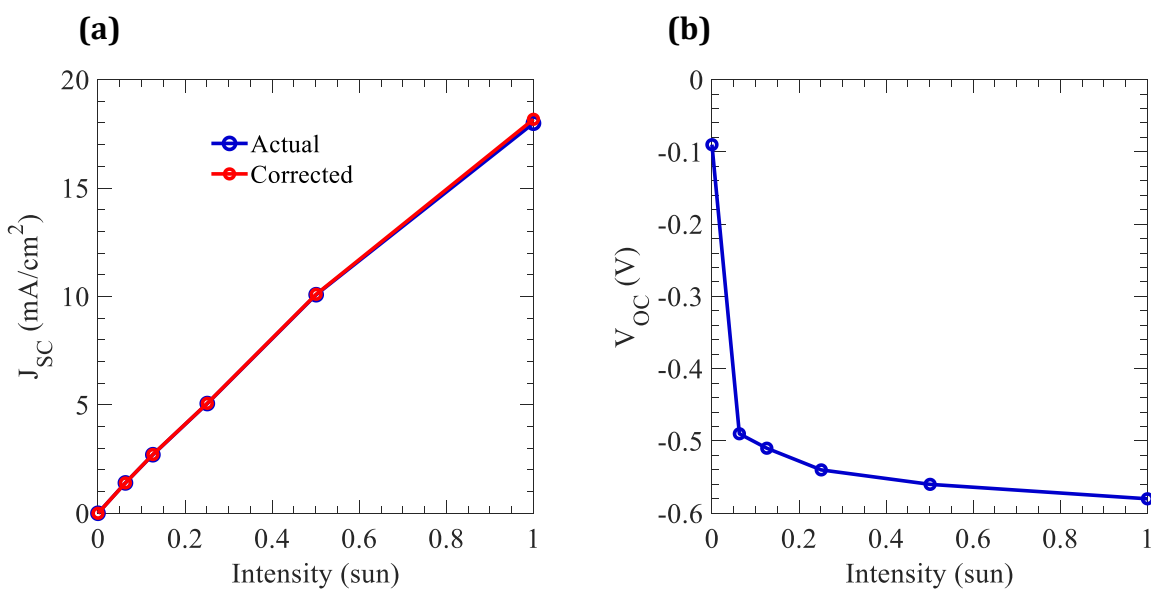 (a)
(b)
20
15
10
5
0
J_SC (mA/cm²)
Actual
Corrected
0 0.2 0.4 0.6 0.8 1
Intensity (sun)
0
-0.1
-0.2
-0.3
-0.4
-0.5
-0.6
V_OC (V)
0 0.2 0.4 0.6 0.8 1
Intensity (sun)